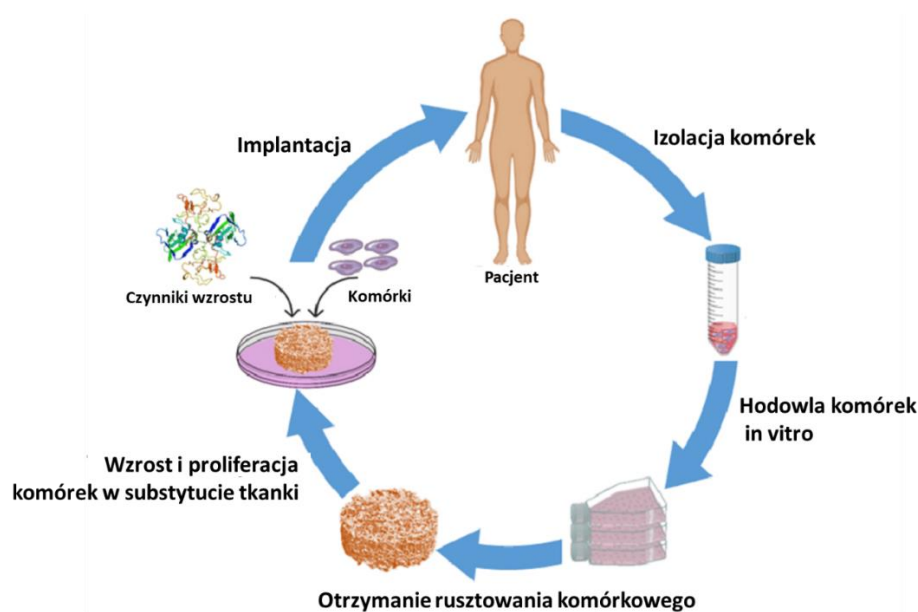 Implantacja
Izolacja komórek
Pacjent
Czynniki wzrostu
Komórki
Hodowla komórek
in vitro
Wzrost i proliferacja
komórek w substytucie tkanki
Otrzymanie rusztowania komórkowego